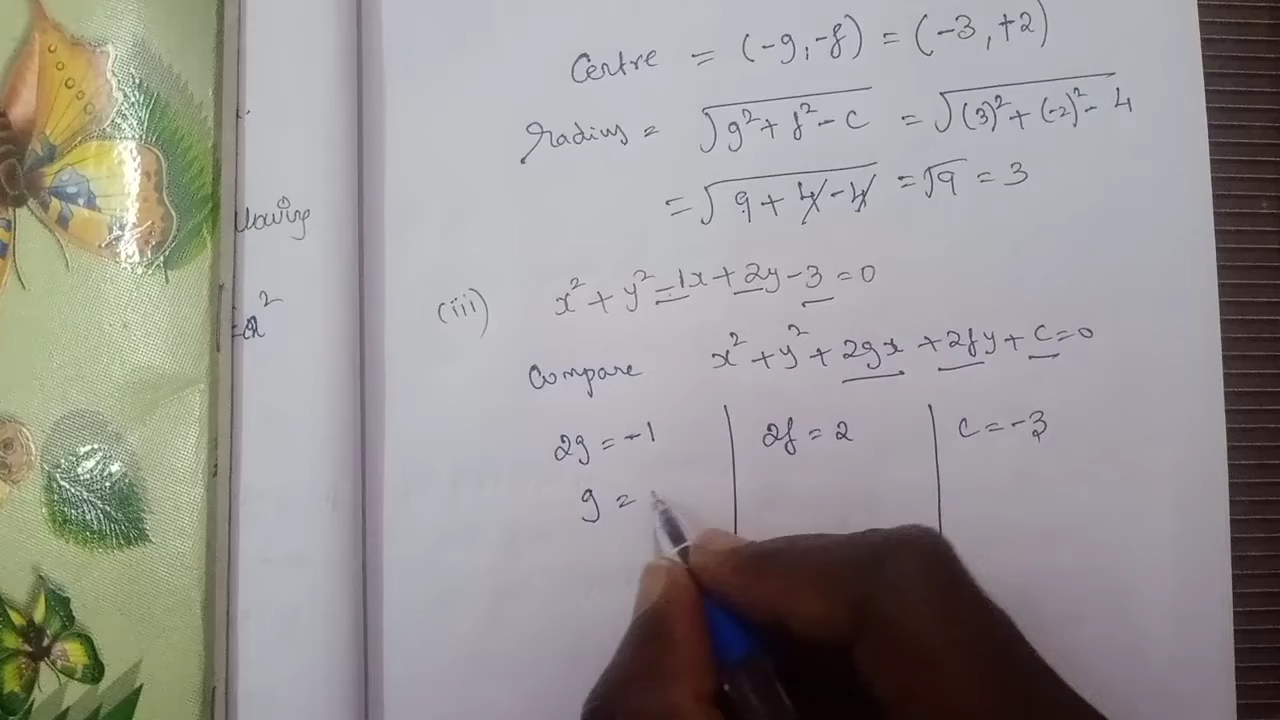 Centre = (-g, -f) = (-3, +2)
radius = √g²+f²-c = √(3)²+(-2)²-4
= √9+4-4 = √9 = 3
(iii) x²+y²-1x+2y-3=0
Compare x²+y²+2gx+2fy+c=0
2g=-1 2f=2 c=-3
g =